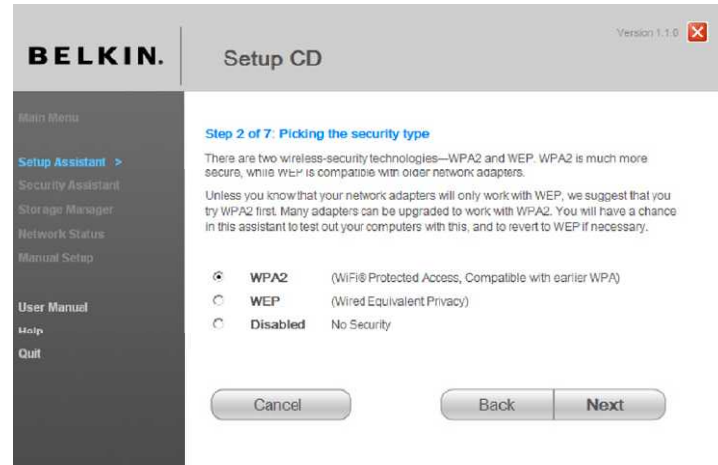 Version 1.1.0
BELKIN.
Setup CD
Main Menu
Setup Assistant >
Security Assistant
Storage Manager
Network Status
Manual Setup
User Manual
Help
Quit
Step 2 of 7: Picking the security type
There are two wireless-security technologies—WPA2 and WEP. WPA2 is much more
secure, while WEP is compatible with older network adapters.
Unless you know that your network adapters will only work with WEP, we suggest that you
try WPA2 first. Many adapters can be upgraded to work with WPA2. You will have a chance
in this assistant to test out your computers with this, and to revert to WEP if necessary.
WPA2 (WiFi® Protected Access, Compatible with earlier WPA)
WEP (Wired Equivalent Privacy)
Disabled No Security
Cancel Back Next